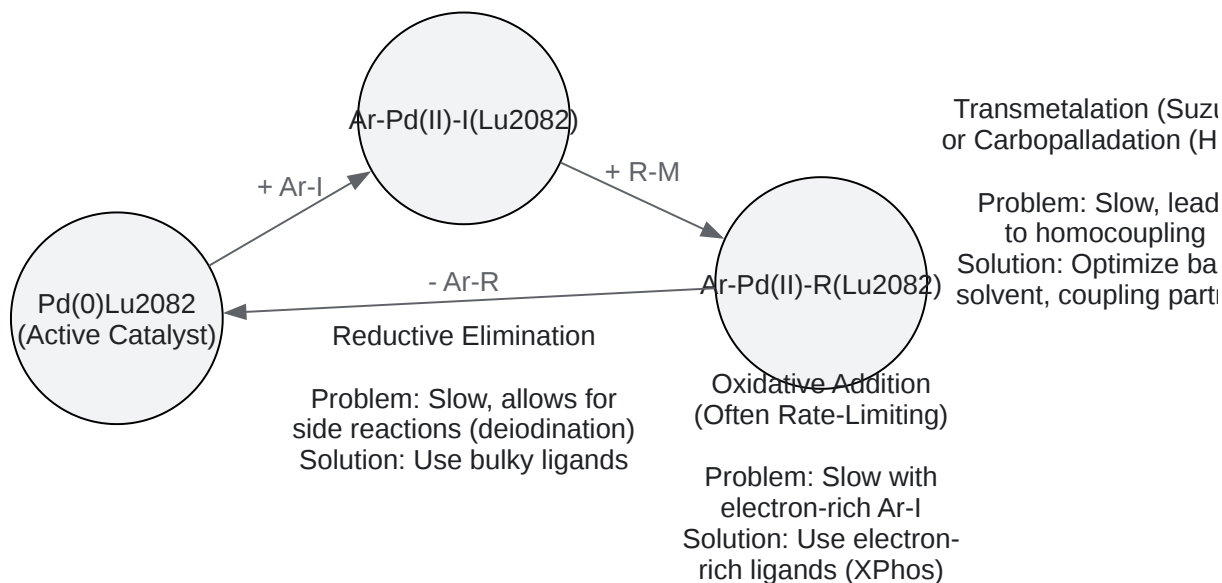 Ar-Pd(II)-I(Lu2082)
+ Ar-I
+ R-M
Pd(0)Lu2082
(Active Catalyst)
- Ar-R
Ar-Pd(II)-R(Lu2082)
Transmetalation (Suzu
or Carbopalladation (H
Problem: Slow, lead
to homocoupling
Solution: Optimize ba
solvent, coupling partn
Reductive Elimination
Problem: Slow, allows for
side reactions (deiodination)
Solution: Use bulky ligands
Oxidative Addition
(Often Rate-Limiting)
Problem: Slow with
electron-rich Ar-I
Solution: Use electron-
rich ligands (XPhos)